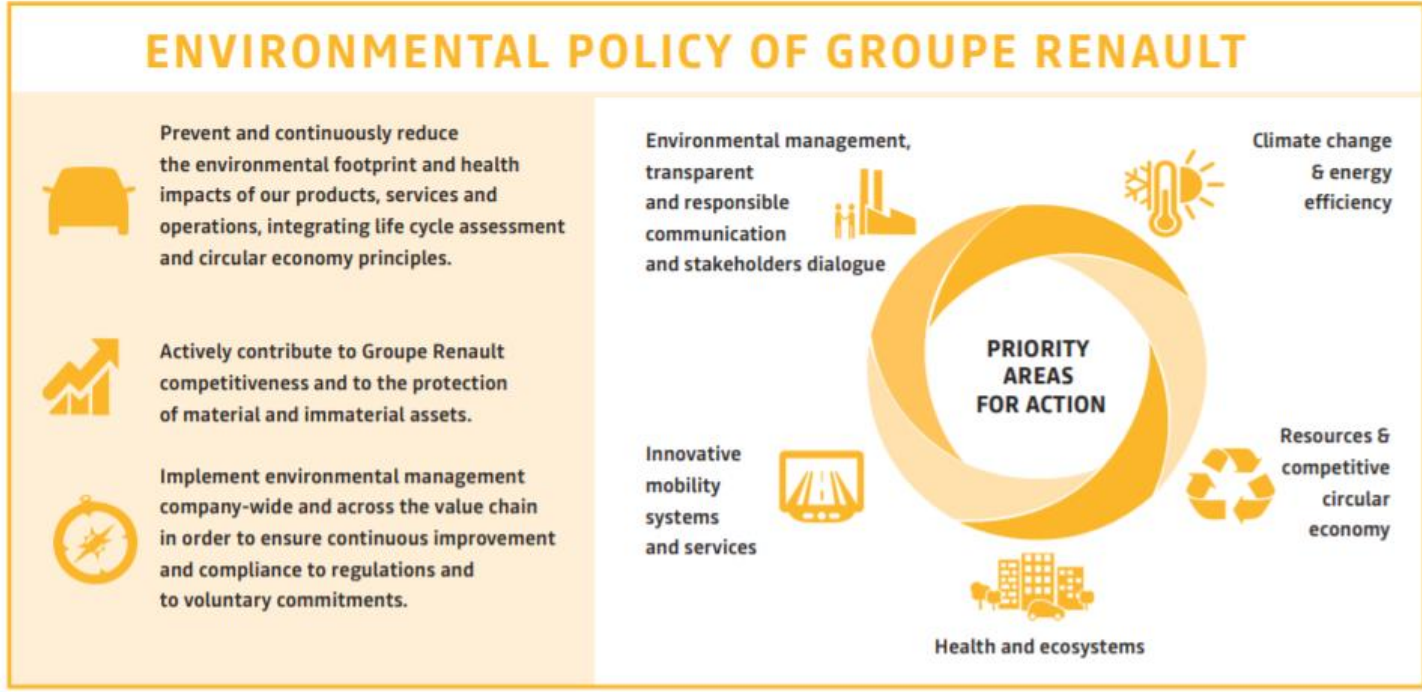 ENVIRONMENTAL POLICY OF GROUPE RENAULT
Prevent and continuously reduce
the environmental footprint and health
impacts of our products, services and
operations, integrating life cycle assessment
and circular economy principles.
Actively contribute to Groupe Renault
competitiveness and to the protection
of material and immaterial assets.
Implement environmental management
company-wide and across the value chain
in order to ensure continuous improvement
and compliance to regulations and
to voluntary commitments.
Environmental management,
transparent
and responsible
communication
and stakeholders dialogue
Climate change
& energy
efficiency
PRIORITY
AREAS
FOR ACTION
Innovative
mobility
systems
and services
Resources &
competitive
circular
economy
Health and ecosystems